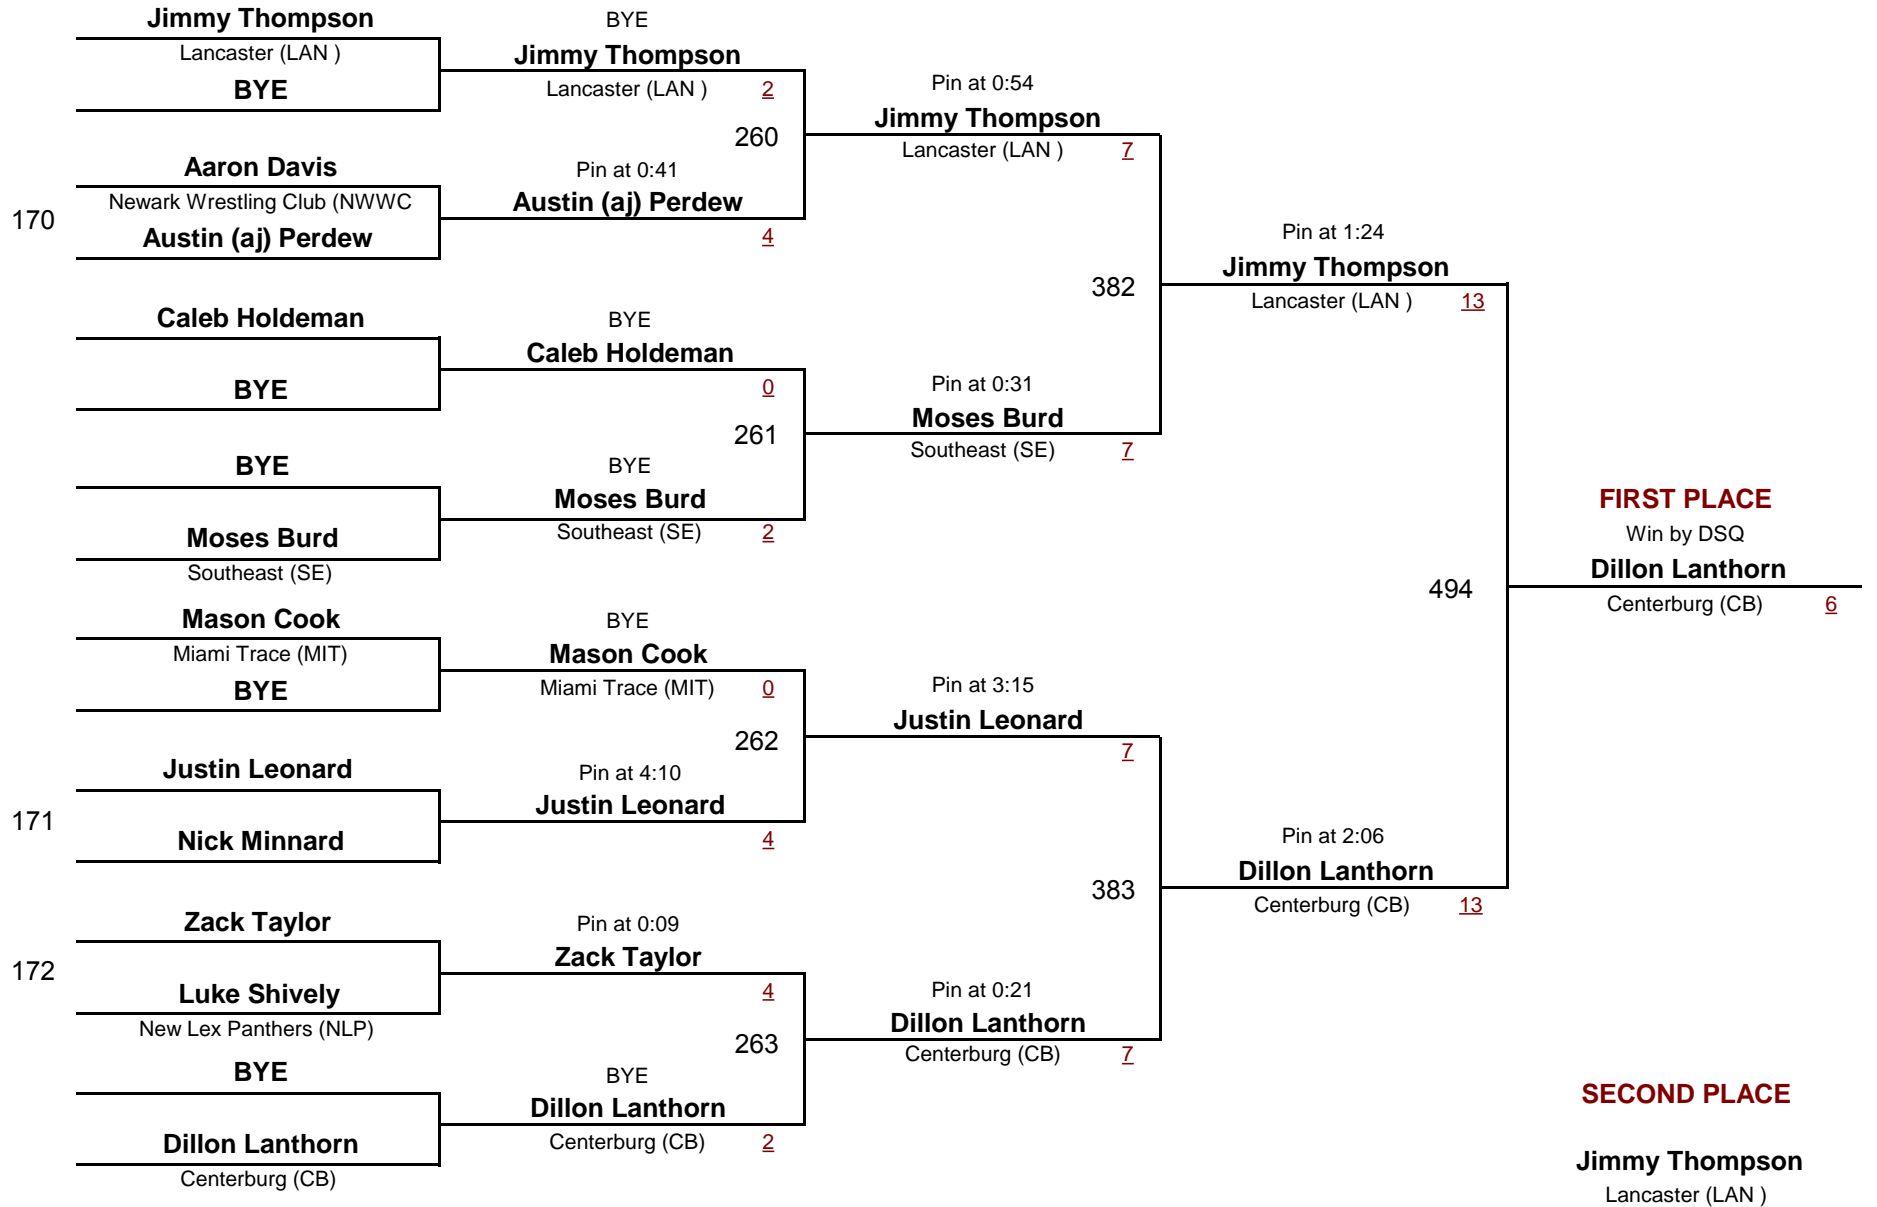 Jimmy Thompson
Lancaster (LAN )
BYE
170
Aaron Davis
Newark Wrestling Club (NWWC
Austin (aj) Perdew
Caleb Holdeman
BYE
BYE
Moses Burd
Southeast (SE)
Mason Cook
Miami Trace (MIT)
BYE
171
Justin Leonard
Nick Minnard
172
Zack Taylor
Luke Shively
New Lex Panthers (NLP)
BYE
Dillon Lanthorn
Centerburg (CB)
BYE
Jimmy Thompson
Lancaster (LAN ) 2
260
Pin at 0:41
Austin (aj) Perdew
4
BYE
Caleb Holdeman
0
261
BYE
Moses Burd
Southeast (SE) 2
BYE
Mason Cook
Miami Trace (MIT) 0
262
Pin at 4:10
Justin Leonard
4
Pin at 0:09
Zack Taylor
4
263
BYE
Dillon Lanthorn
Centerburg (CB) 2
Pin at 0:54
Jimmy Thompson
Lancaster (LAN ) 7
382
Pin at 0:31
Moses Burd
Southeast (SE) 7
Pin at 3:15
Justin Leonard
7
383
Pin at 0:21
Dillon Lanthorn
Centerburg (CB) 7
Pin at 1:24
Jimmy Thompson
Lancaster (LAN ) 13
494
Pin at 2:06
Dillon Lanthorn
Centerburg (CB) 13
FIRST PLACE
Win by DSQ
Dillon Lanthorn
Centerburg (CB) 6
SECOND PLACE
Jimmy Thompson
Lancaster (LAN )